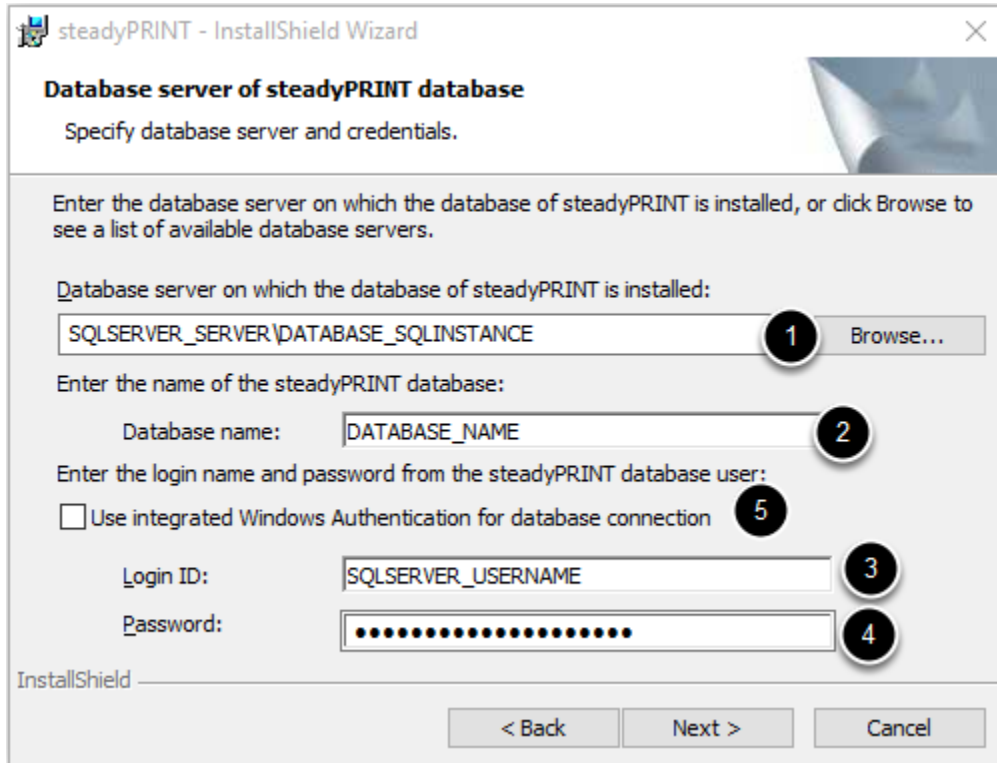 steadyPRINT - InstallShield Wizard
Database server of steadyPRINT database
Specify database server and credentials.
Enter the database server on which the database of steadyPRINT is installed, or click Browse to
see a list of available database servers.
Database server on which the database of steadyPRINT is installed:
SQLSERVER_SERVER\DATABASE_SQLINSTANCE 1 Browse...
Enter the name of the steadyPRINT database:
Database name: DATABASE_NAME 2
Enter the login name and password from the steadyPRINT database user:
Use integrated Windows Authentication for database connection 5
Login ID: SQLSERVER_USERNAME 3
Password: ●●●●●●●●●●●●●●●●●●●●● 4
InstallShield
< Back Next > Cancel